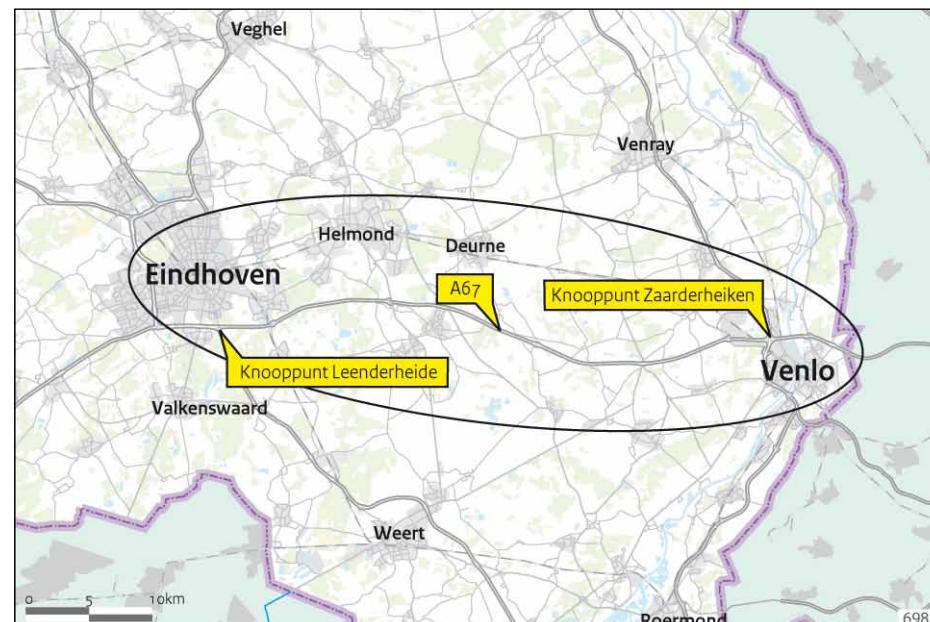 Veghel
Venray
Helmond
Deurne
Eindhoven
A67
Knooppunt Zaarderheiken
Knooppunt Leenderheide
Venlo
Valkenswaard
Weert
0 5 10km
Roermond
698